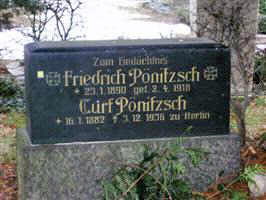 Zum Gedächtnis
Friedrich Pönitzsch
* 23.1.1890 gef. 2.4.1918
Curt Pönitzsch
* 16.1.1882 † 3.12.1936 zu Berlin